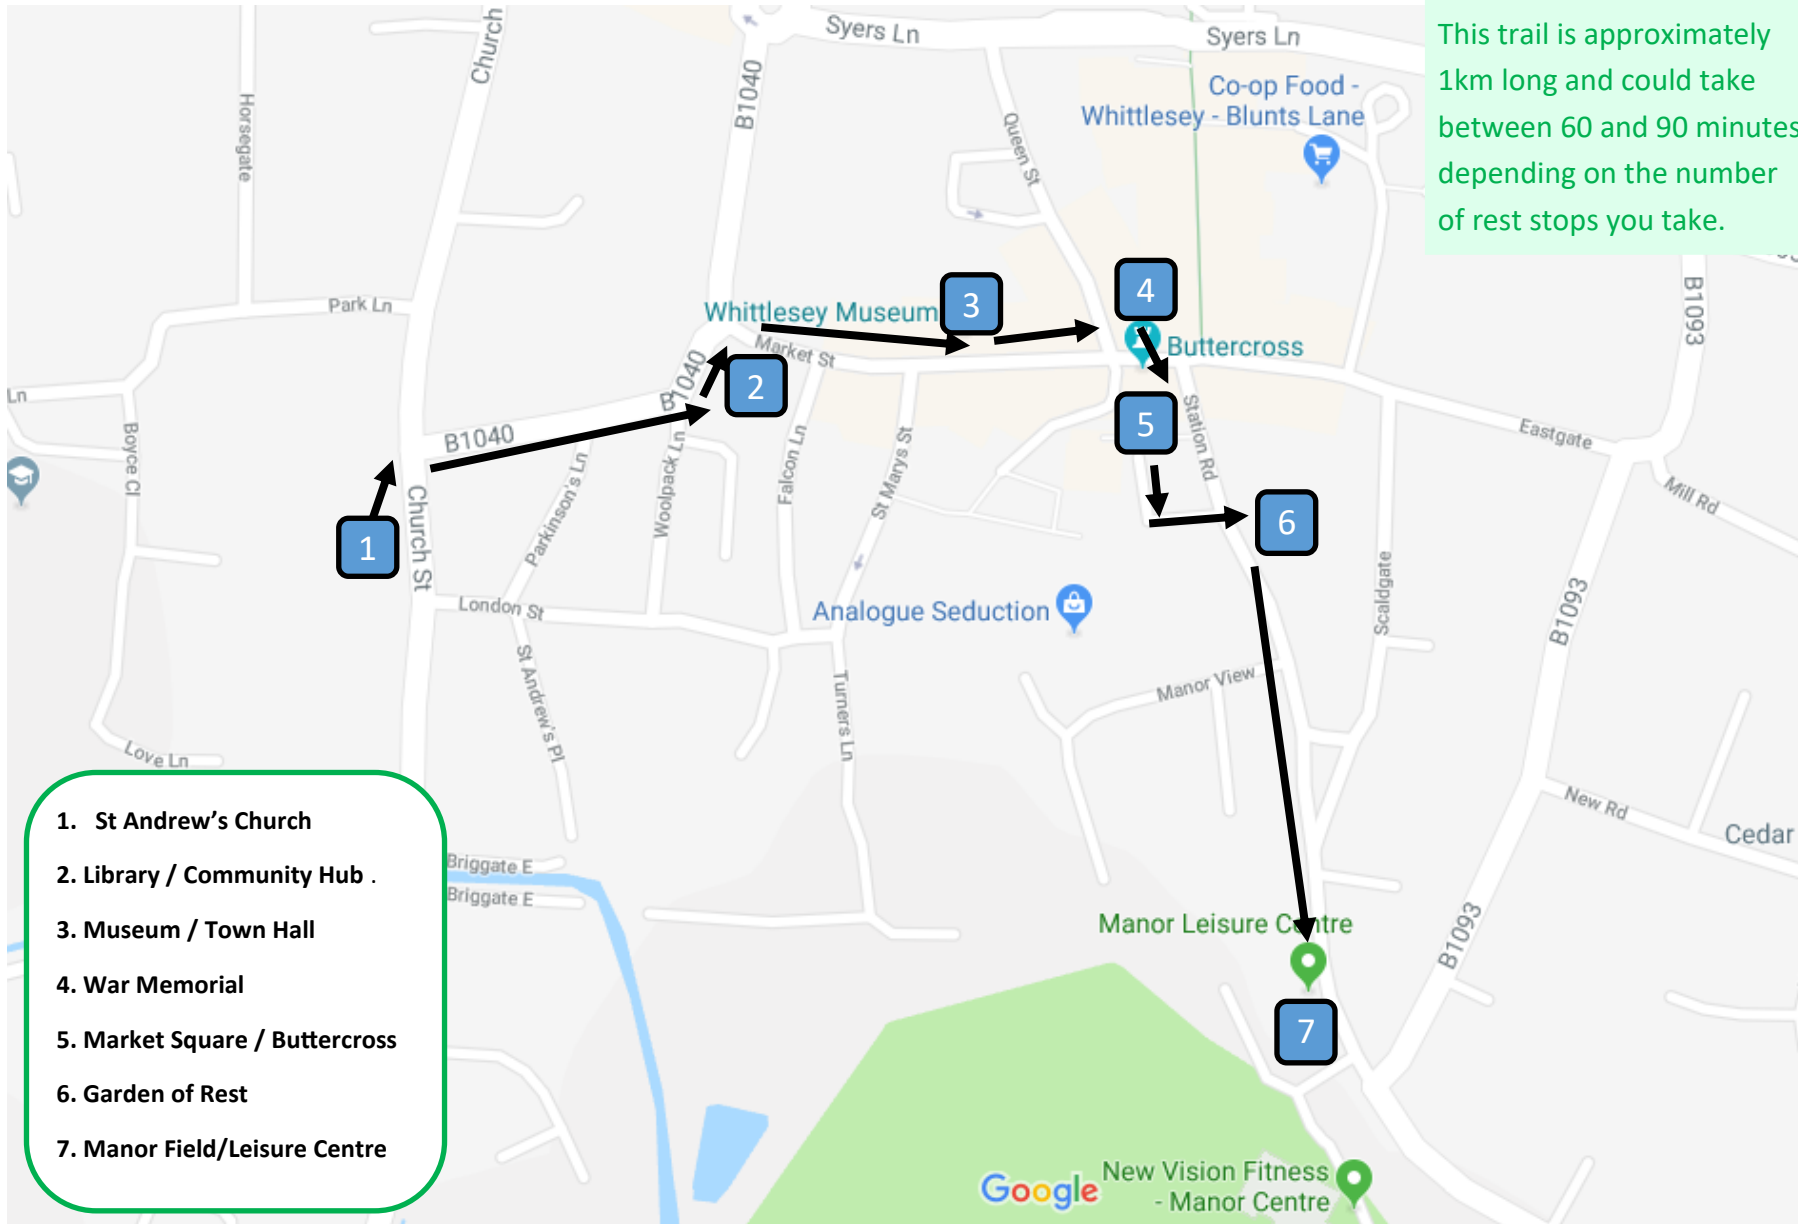 This trail is approximately
1km long and could take
between 60 and 90 minutes
depending on the number
of rest stops you take.
Syers Ln
Syers Ln
Church
B1040
Horsegate
Queen St
Co-op Food -
Whittlesey - Blunts Lane
Park Ln
Whittlesey Museum
3
4
Market St
Buttercross
B1093
B1040
2
5
Ln
B1040
Boyce Cl
Church St
Parkinson's Ln
Woolpack Ln
Falcon Ln
St Marys St
Station Rd
Eastgate
Mill Rd
1
6
London St
Analogue Seduction
Scaldgate
B1093
St Andrew's Pl
Turners Ln
Manor View
Love Ln
New Rd
Cedar
1. St Andrew's Church
2. Library / Community Hub .
3. Museum / Town Hall
4. War Memorial
5. Market Square / Buttercross
6. Garden of Rest
7. Manor Field/Leisure Centre
Briggate E
Briggate E
Manor Leisure Centre
B1093
7
Google
New Vision Fitness
- Manor Centre